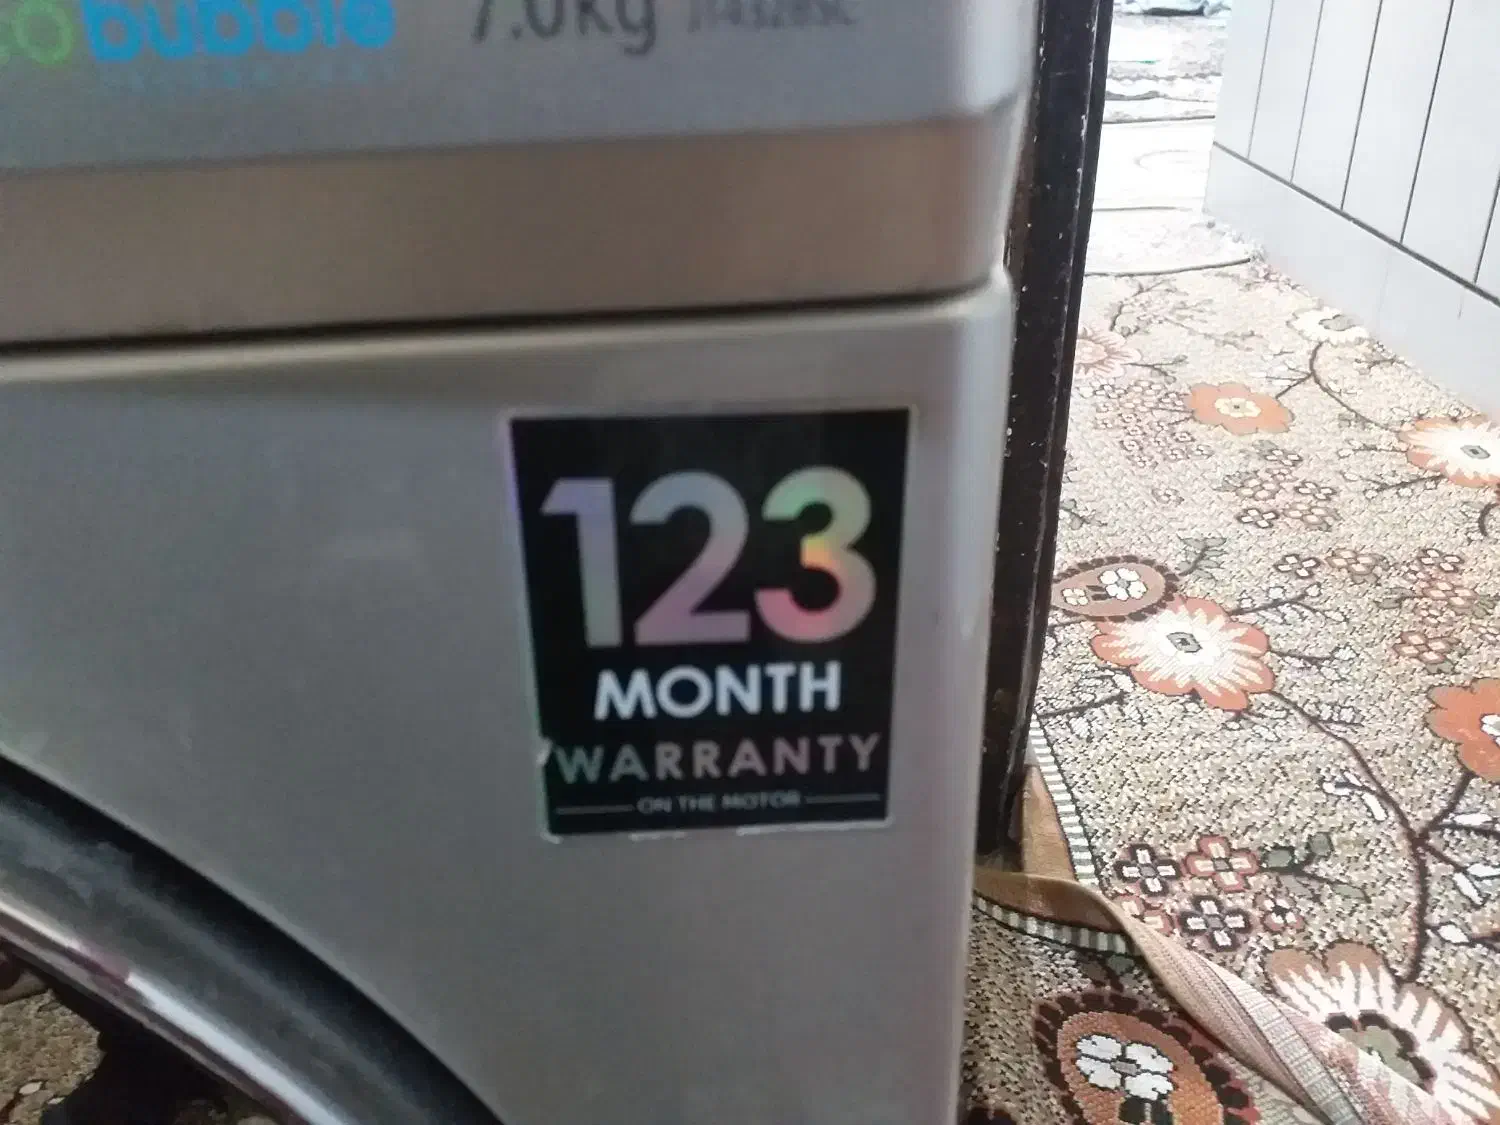 bubble 7.0kg
123
MONTH
WARRANTY
ON THE MOTOR